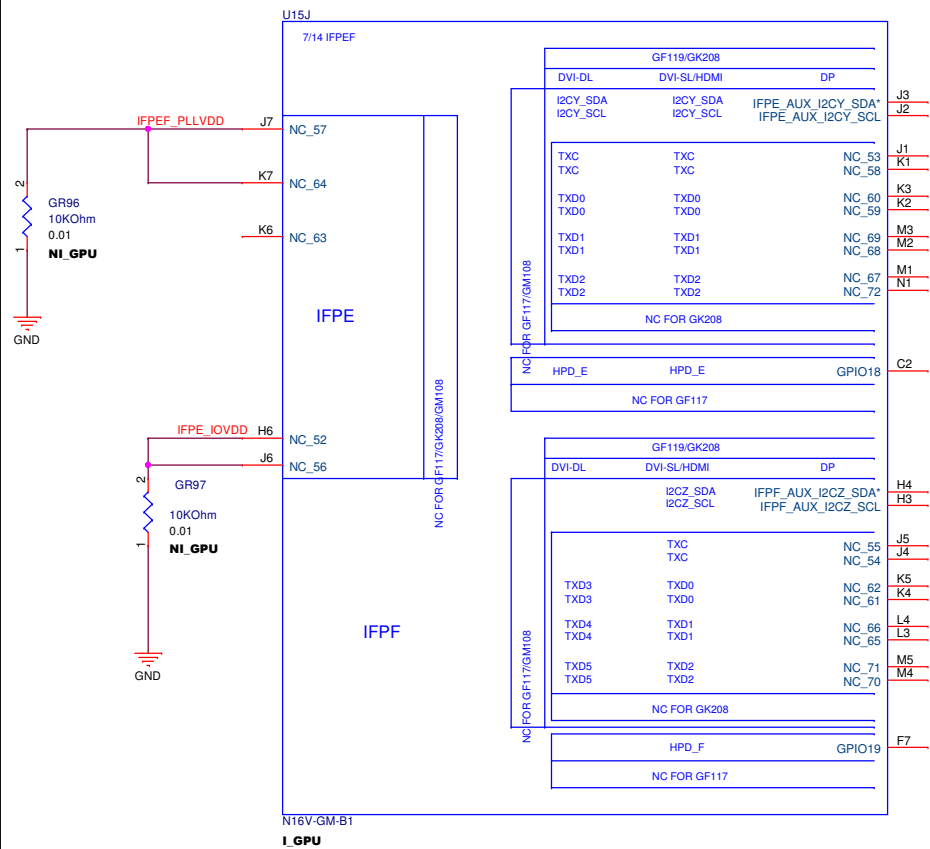 U15J
7/14 IFPEF
GF119/GK208
DVI-DL DVI-SL/HDMI DP
I2CY_SDA I2CY_SDA IFPE_AUX_I2CY_SDA* J3
I2CY_SCL I2CY_SCL IFPE_AUX_I2CY_SCL J2
IFPEF_PLLVDD J7 NC_57
TXC TXC NC_53 J1
TXC TXC NC_58 K1
K7 NC_64
TXD0 TXD0 NC_60 K3
TXD0 TXD0 NC_59 K2
2
GR96
10KOhm
0.01
1
NI_GPU
GND
K6 NC_63
TXD1 TXD1 NC_69 M3
TXD1 TXD1 NC_68 M2
TXD2 TXD2 NC_67 M1
TXD2 TXD2 NC_72 N1
IFPE
NC FOR GK208
NC FOR GF117/GM108
HPD_E HPD_E GPIO18 C2
NC FOR GF117
NC FOR GF117/GK208/GM108
IFPE_IOVDD H6 NC_52
J6 NC_56
2
GR97
10KOhm
0.01
1
NI_GPU
GND
GF119/GK208
DVI-DL DVI-SL/HDMI DP
I2CZ_SDA IFPF_AUX_I2CZ_SDA* H4
I2CZ_SCL IFPF_AUX_I2CZ_SCL H3
TXC NC_55 J5
TXC NC_54 J4
TXD3 TXD0 NC_62 K5
TXD3 TXD0 NC_61 K4
IFPF
TXD4 TXD1 NC_66 L4
TXD4 TXD1 NC_65 L3
TXD5 TXD2 NC_71 M5
TXD5 TXD2 NC_70 M4
NC FOR GK208
NC FOR GF117/GM108
HPD_F GPIO19 F7
NC FOR GF117
N16V-GM-B1
I_GPU